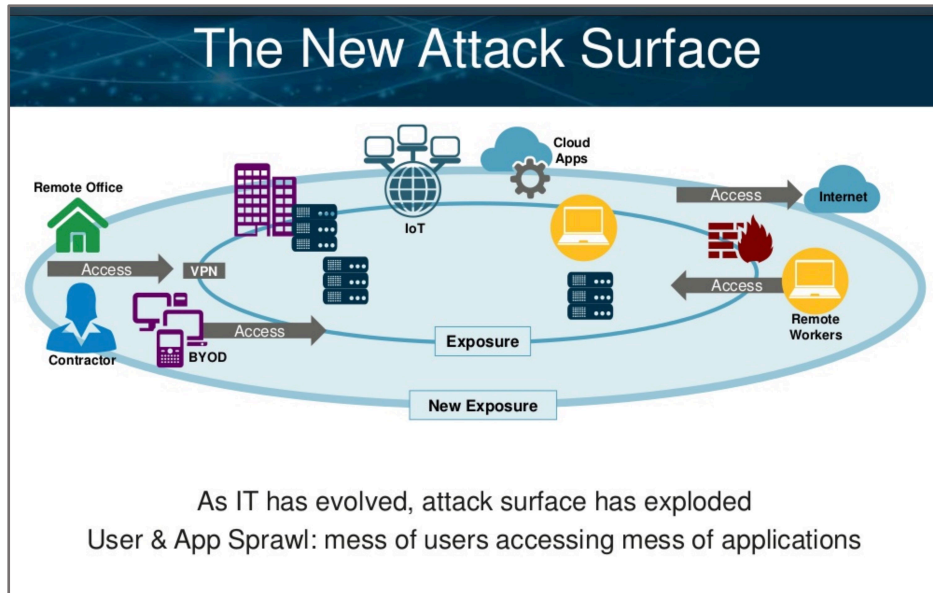 The New Attack Surface
Cloud
Apps
Remote Office
Access
Internet
IoT
Access
VPN
Access
Access
Remote
Workers
Contractor
BYOD
Exposure
New Exposure
As IT has evolved, attack surface has exploded
User & App Sprawl: mess of users accessing mess of applications